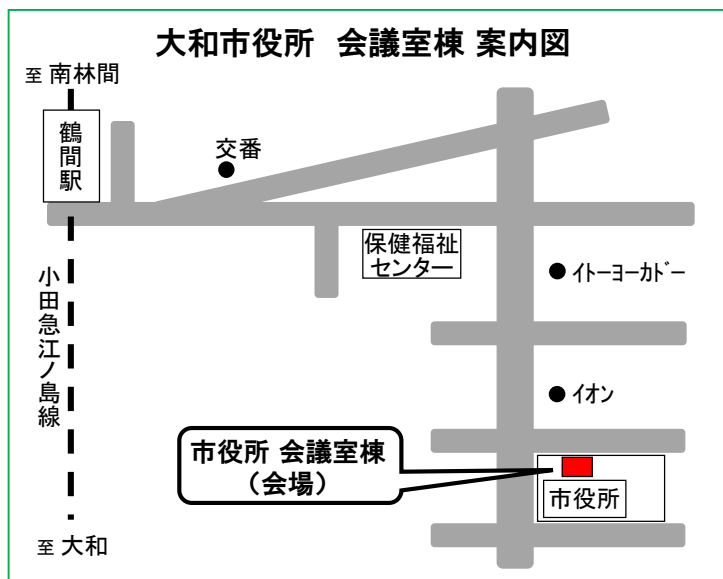 大和市役所 会議室棟 案内図
至 南林間
鶴間駅
交番
保健福祉
センター
イトーヨーカドー
小田急江ノ島線
イオン
市役所 会議室棟
（会場）
市役所
至 大和